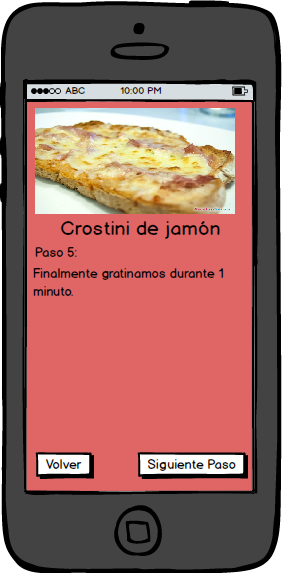 ABC 10:00 PM
Crostini de jamón
Paso 5:
Finalmente gratinamos durante 1
minuto.
Volver Siguiente Paso